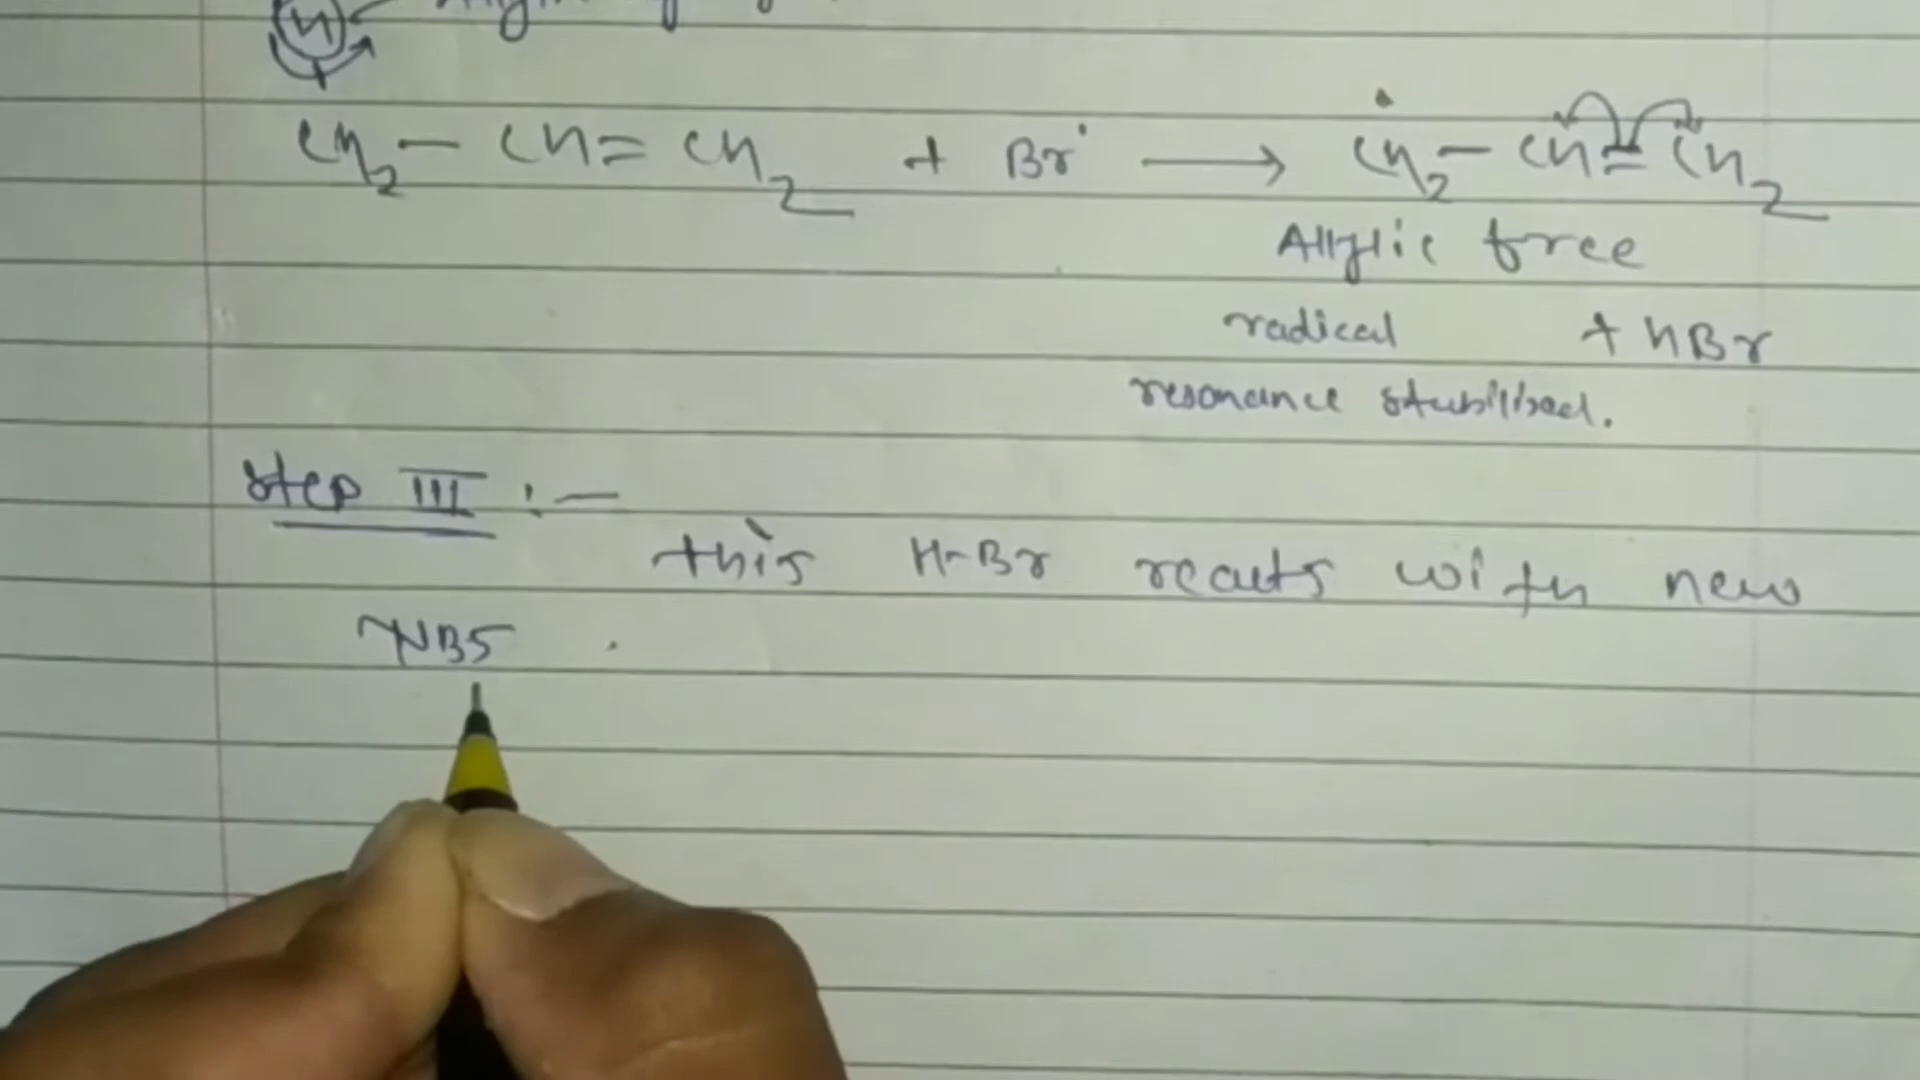 H
CH2 — CH = CH2 + Br· ⟶ ĊH2 — CH = CH2
Allylic free
radical + HBr
resonance stabilised.
Step III :—
this H-Br reacts with new
NBS .